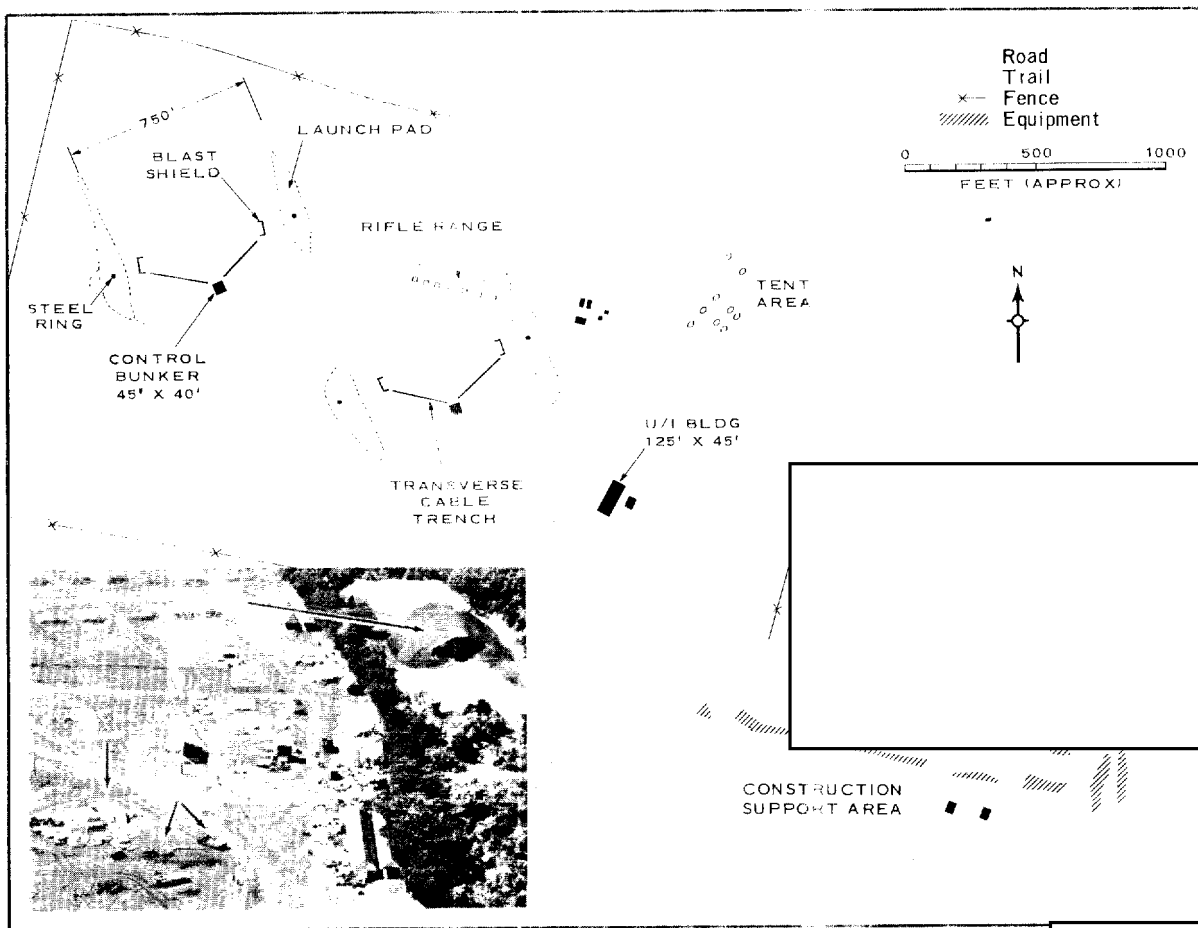 Road
Trail
Fence
Equipment
0 500 1000
FEET (APPROX)
750'
LAUNCH PAD
BLAST
SHIELD
RIFLE RANGE
N
TENT
AREA
STEEL
RING
CONTROL
BUNKER
45' X 40'
U/I BLDG
125' X 45'
TRANSVERSE
CABLE
TRENCH
CONSTRUCTION
SUPPORT AREA